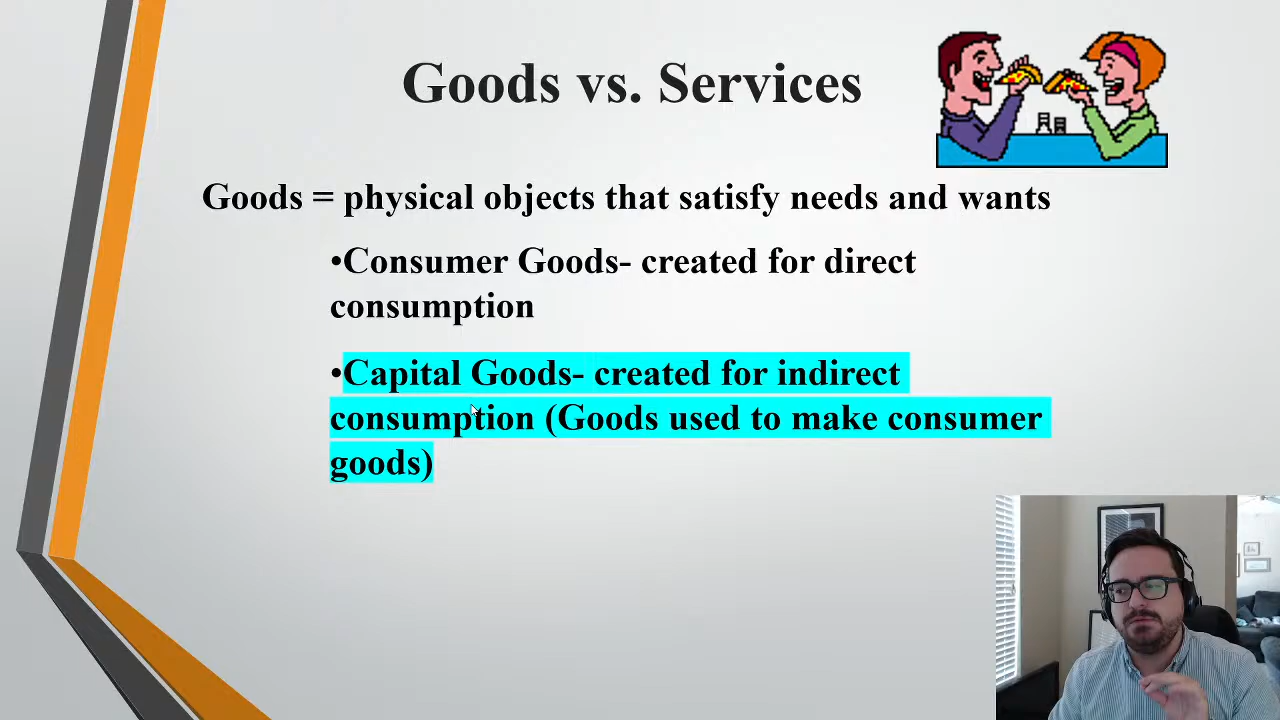 Goods vs. Services
Goods = physical objects that satisfy needs and wants
•Consumer Goods- created for direct
consumption
•Capital Goods- created for indirect
consumption (Goods used to make consumer
goods)